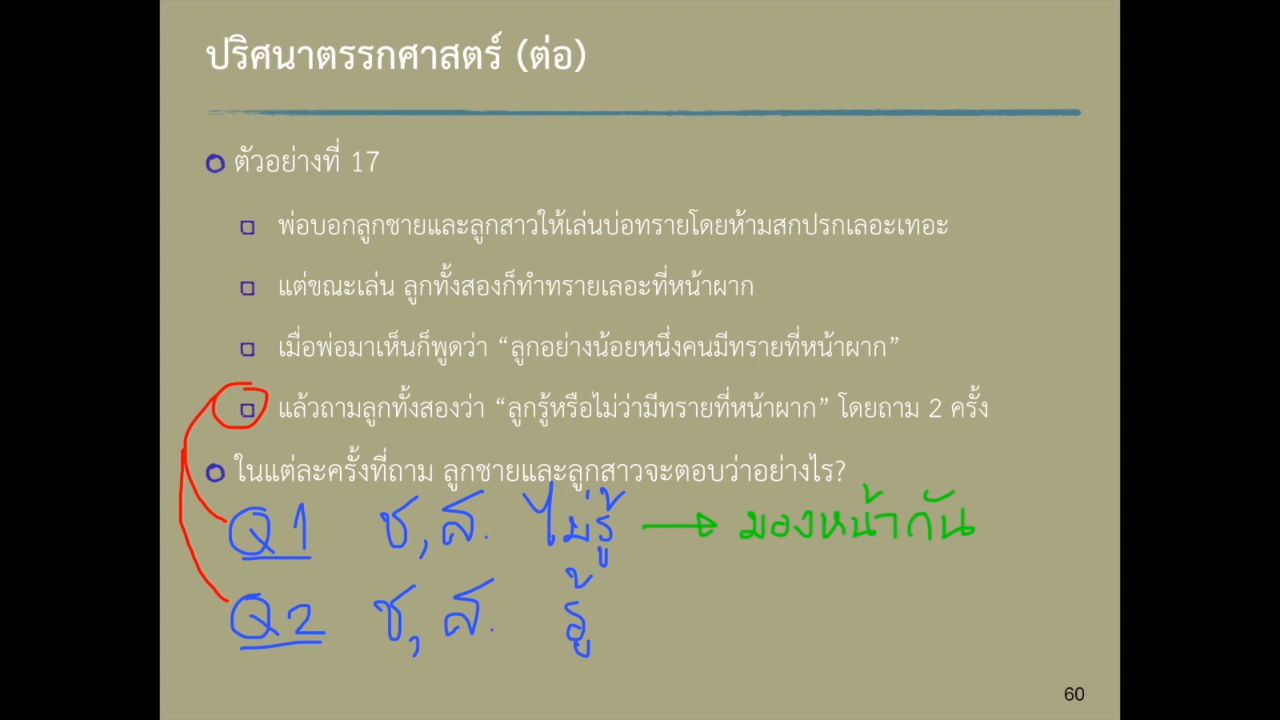 ปริศนาตรรกศาสตร์ (ต่อ)
ตัวอย่างที่ 17
พ่อบอกลูกชายและลูกสาวให้เล่นบ่อทรายโดยห้ามสกปรกเลอะเทอะ
แต่ขณะเล่น ลูกทั้งสองก็ทำทรายเลอะที่หน้าผาก
เมื่อพ่อมาเห็นก็พูดว่า “ลูกอย่างน้อยหนึ่งคนมีทรายที่หน้าผาก”
แล้วถามลูกทั้งสองว่า “ลูกรู้หรือไม่ว่ามีทรายที่หน้าผาก” โดยถาม 2 ครั้ง
ในแต่ละครั้งที่ถาม ลูกชายและลูกสาวจะตอบว่าอย่างไร?
Q1 ช, ส. ไม่รู้ → มองหน้ากัน
Q2 ช, ส. รู้
60